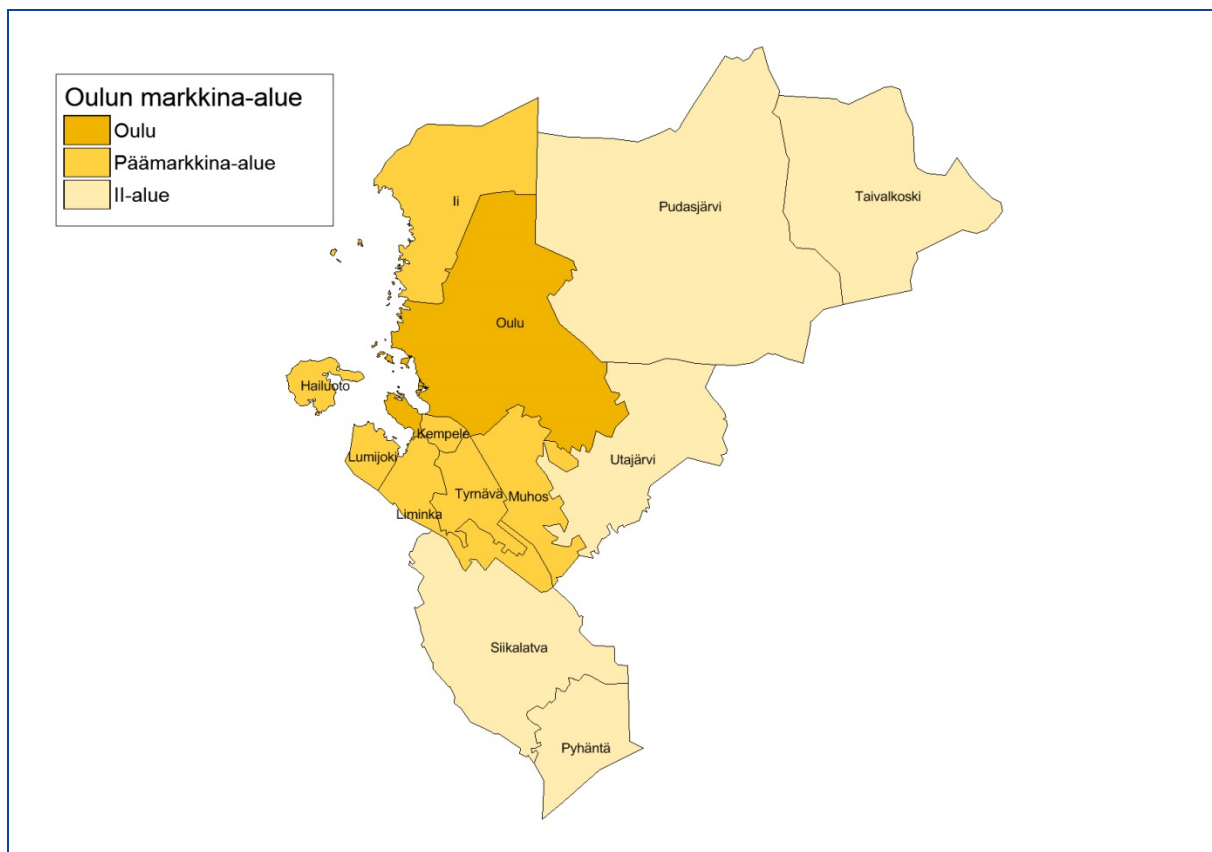 Oulun markkina-alue
Oulu
Päämarkkina-alue
II-alue
Ii
Pudasjärvi
Taivalkoski
Oulu
Hailuoto
Kempele
Lumijoki
Utajärvi
Tyrnävä
Muhos
Liminka
Siikalatva
Pyhäntä